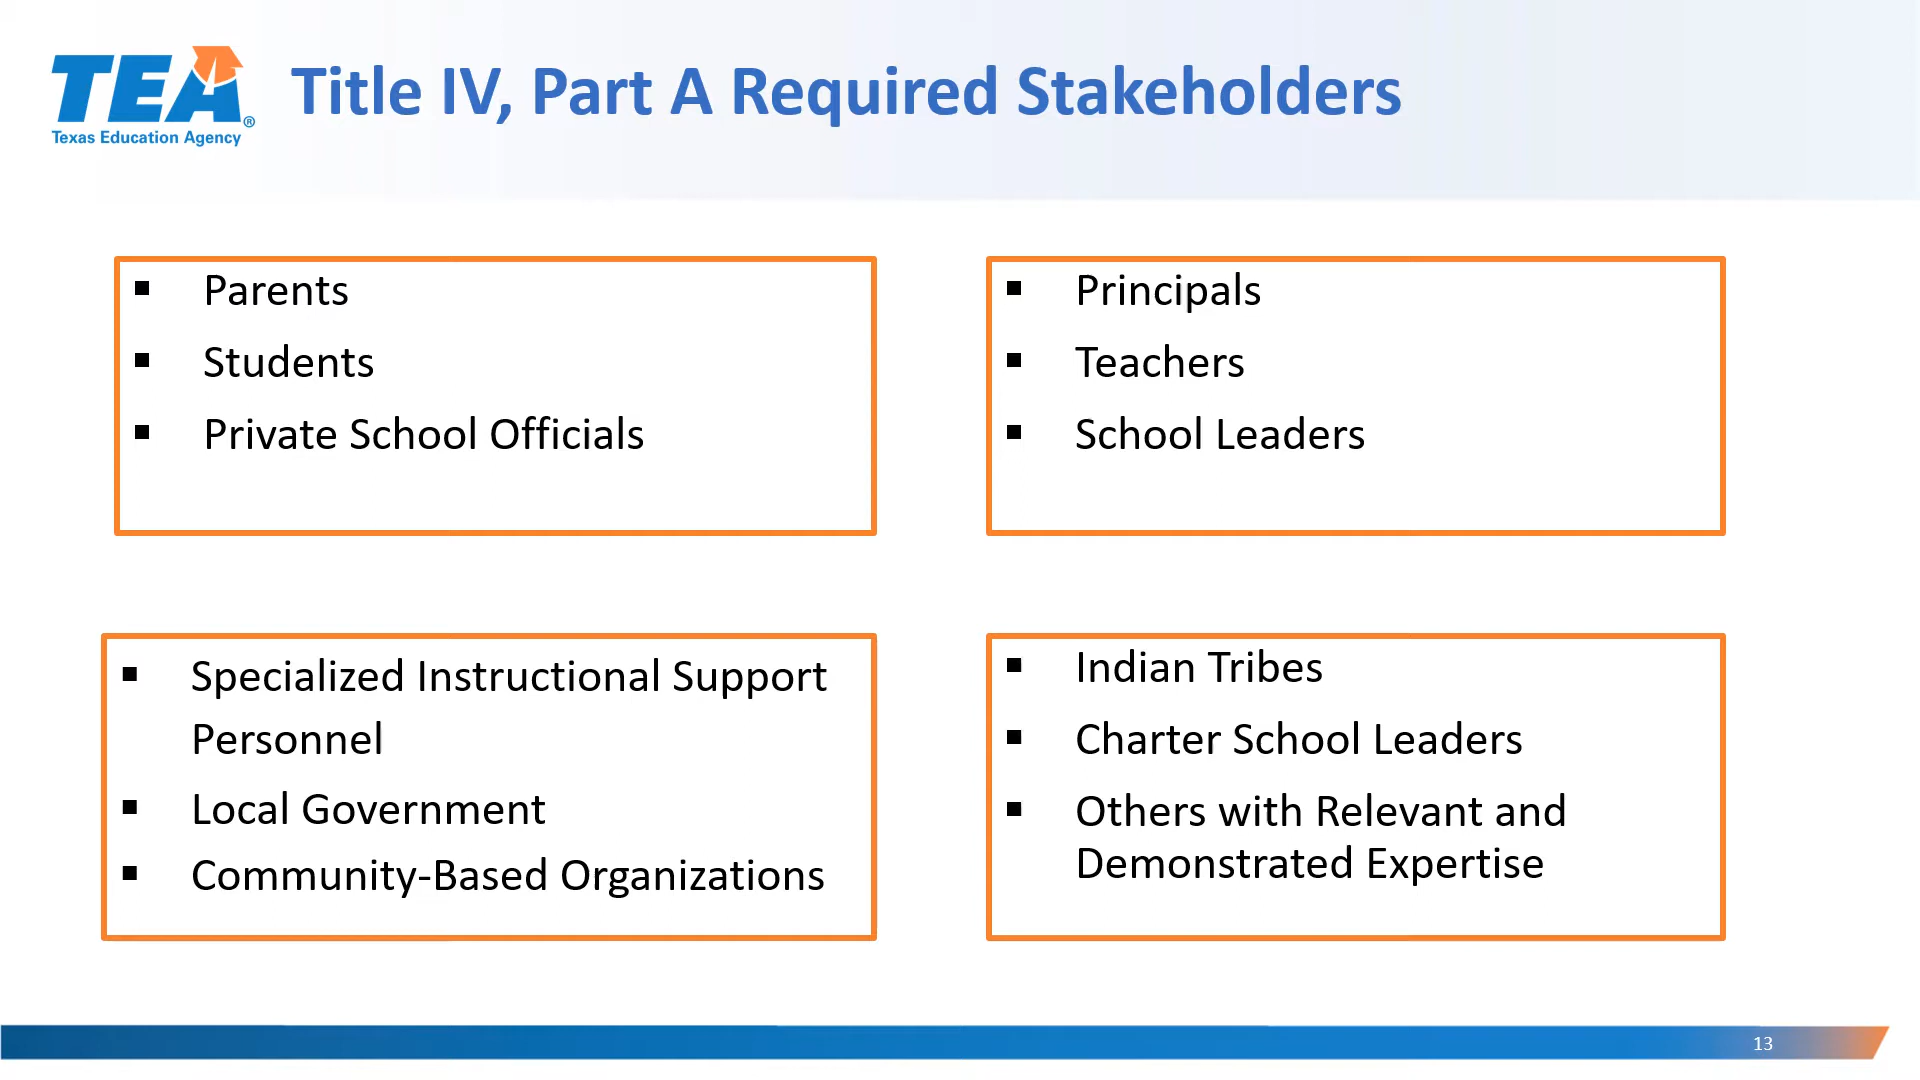 TEA®
Texas Education Agency
Title IV, Part A Required Stakeholders
▪ Parents
▪ Students
▪ Private School Officials
▪ Principals
▪ Teachers
▪ School Leaders
▪ Specialized Instructional Support
Personnel
▪ Local Government
▪ Community-Based Organizations
▪ Indian Tribes
▪ Charter School Leaders
▪ Others with Relevant and
Demonstrated Expertise
13